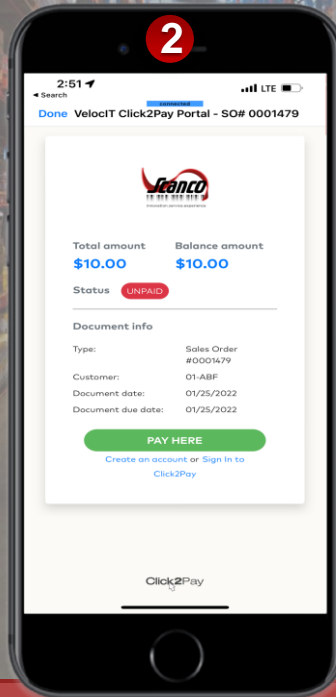 2
2:51
LTE
◄ Search
connected
Done VelocIT Click2Pay Portal - SO# 0001479
Scanco
innovation service experience
Total amount Balance amount
$10.00 $10.00
Status UNPAID
Document info
Type: Sales Order
#0001479
Customer: 01-ABF
Document date: 01/25/2022
Document due date: 01/25/2022
PAY HERE
Create an account or Sign In to
Click2Pay
Click2Pay